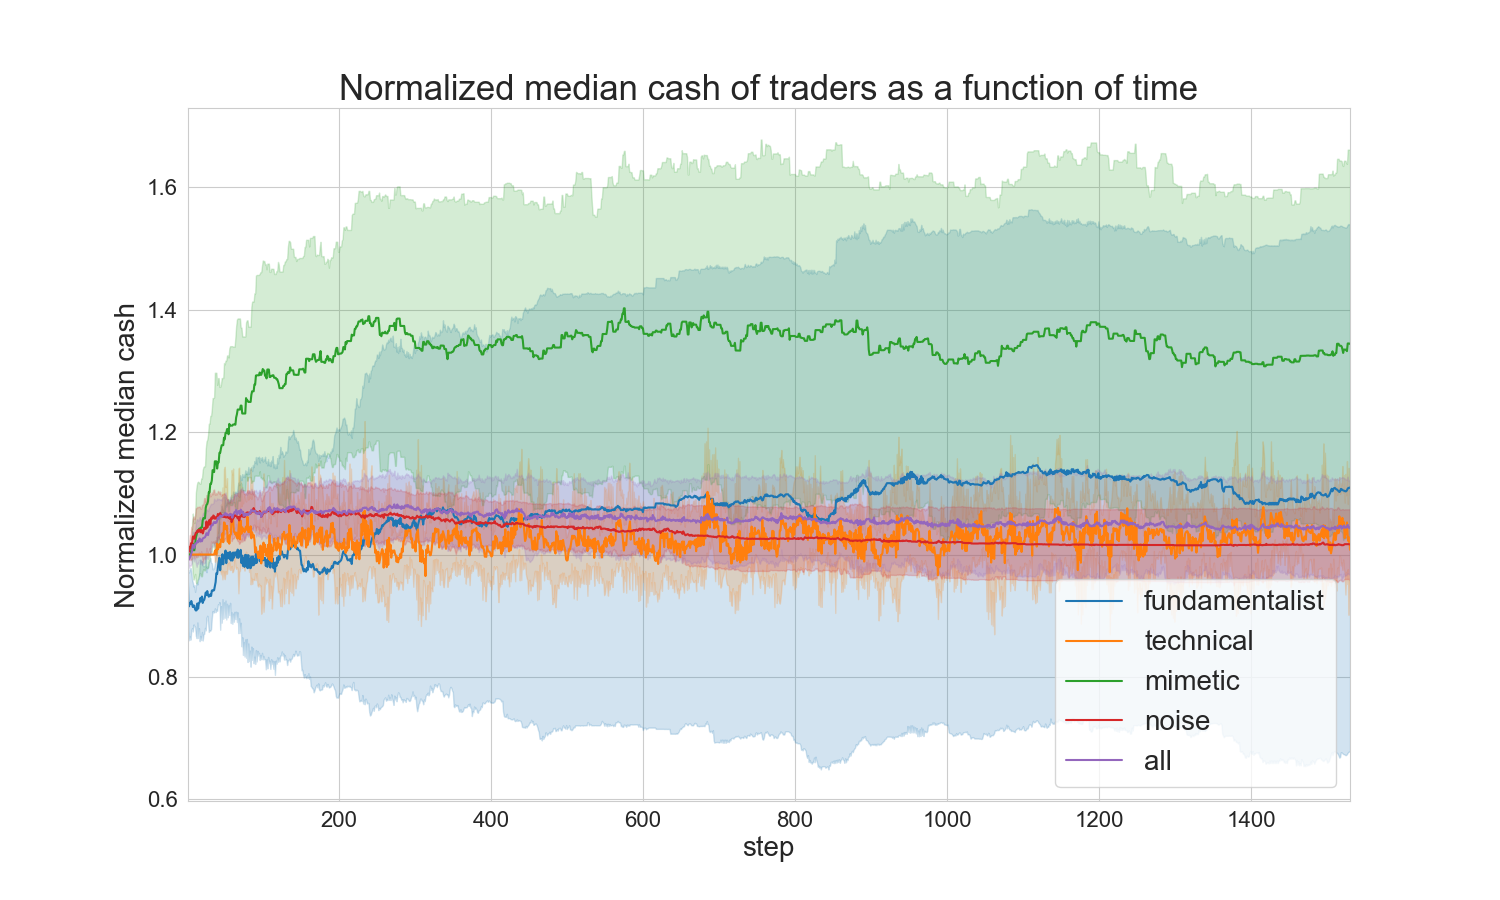 Normalized median cash of traders as a function of time
Normalized median cash
1.6
1.4
1.2
1.0
0.8
0.6
200
400
600
800
1000
1200
1400
step
fundamentalist
technical
mimetic
noise
all